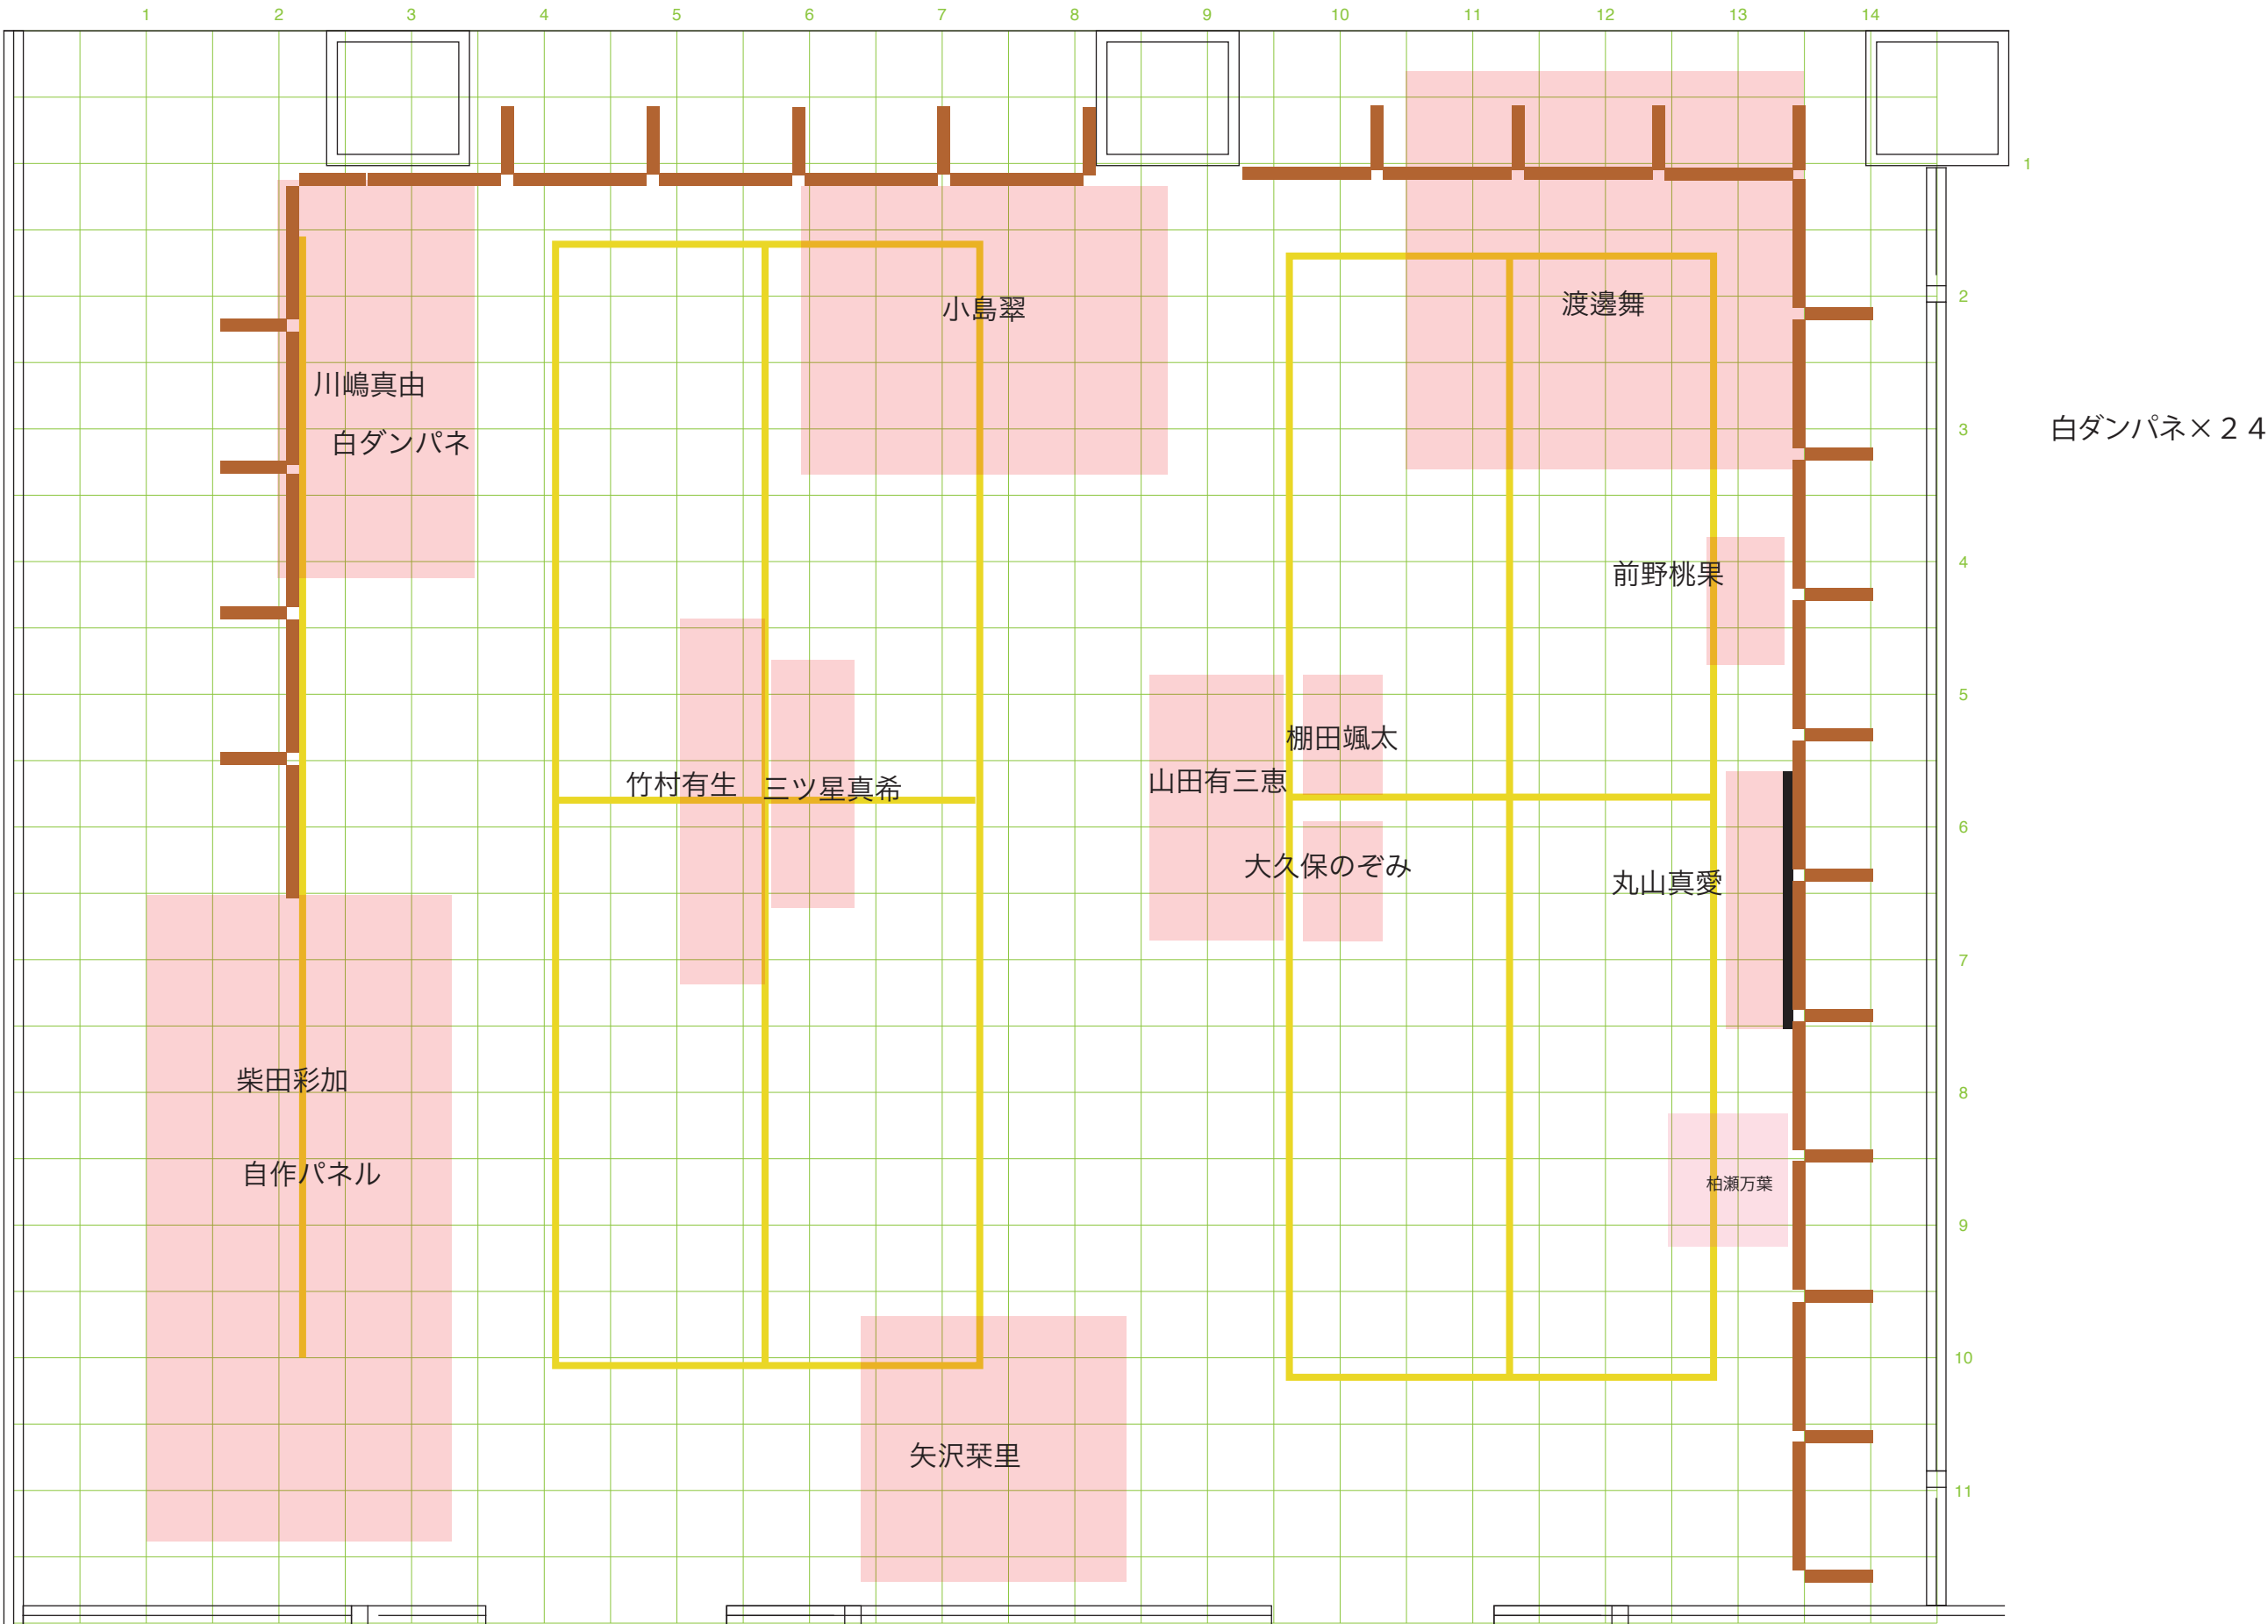 1 2 3 4 5 6 7 8 9 10 11 12 13 14
1
2
小島翠
渡邊舞
川嶋真由
白ダンパネ
3
白ダンパネ×２４
4
前野桃果
5
棚田颯太
竹村有生
三ツ星真希
山田有三恵
6
大久保のぞみ
丸山真愛
7
柴田彩加
8
自作パネル
柏瀬万葉
9
10
矢沢栞里
11